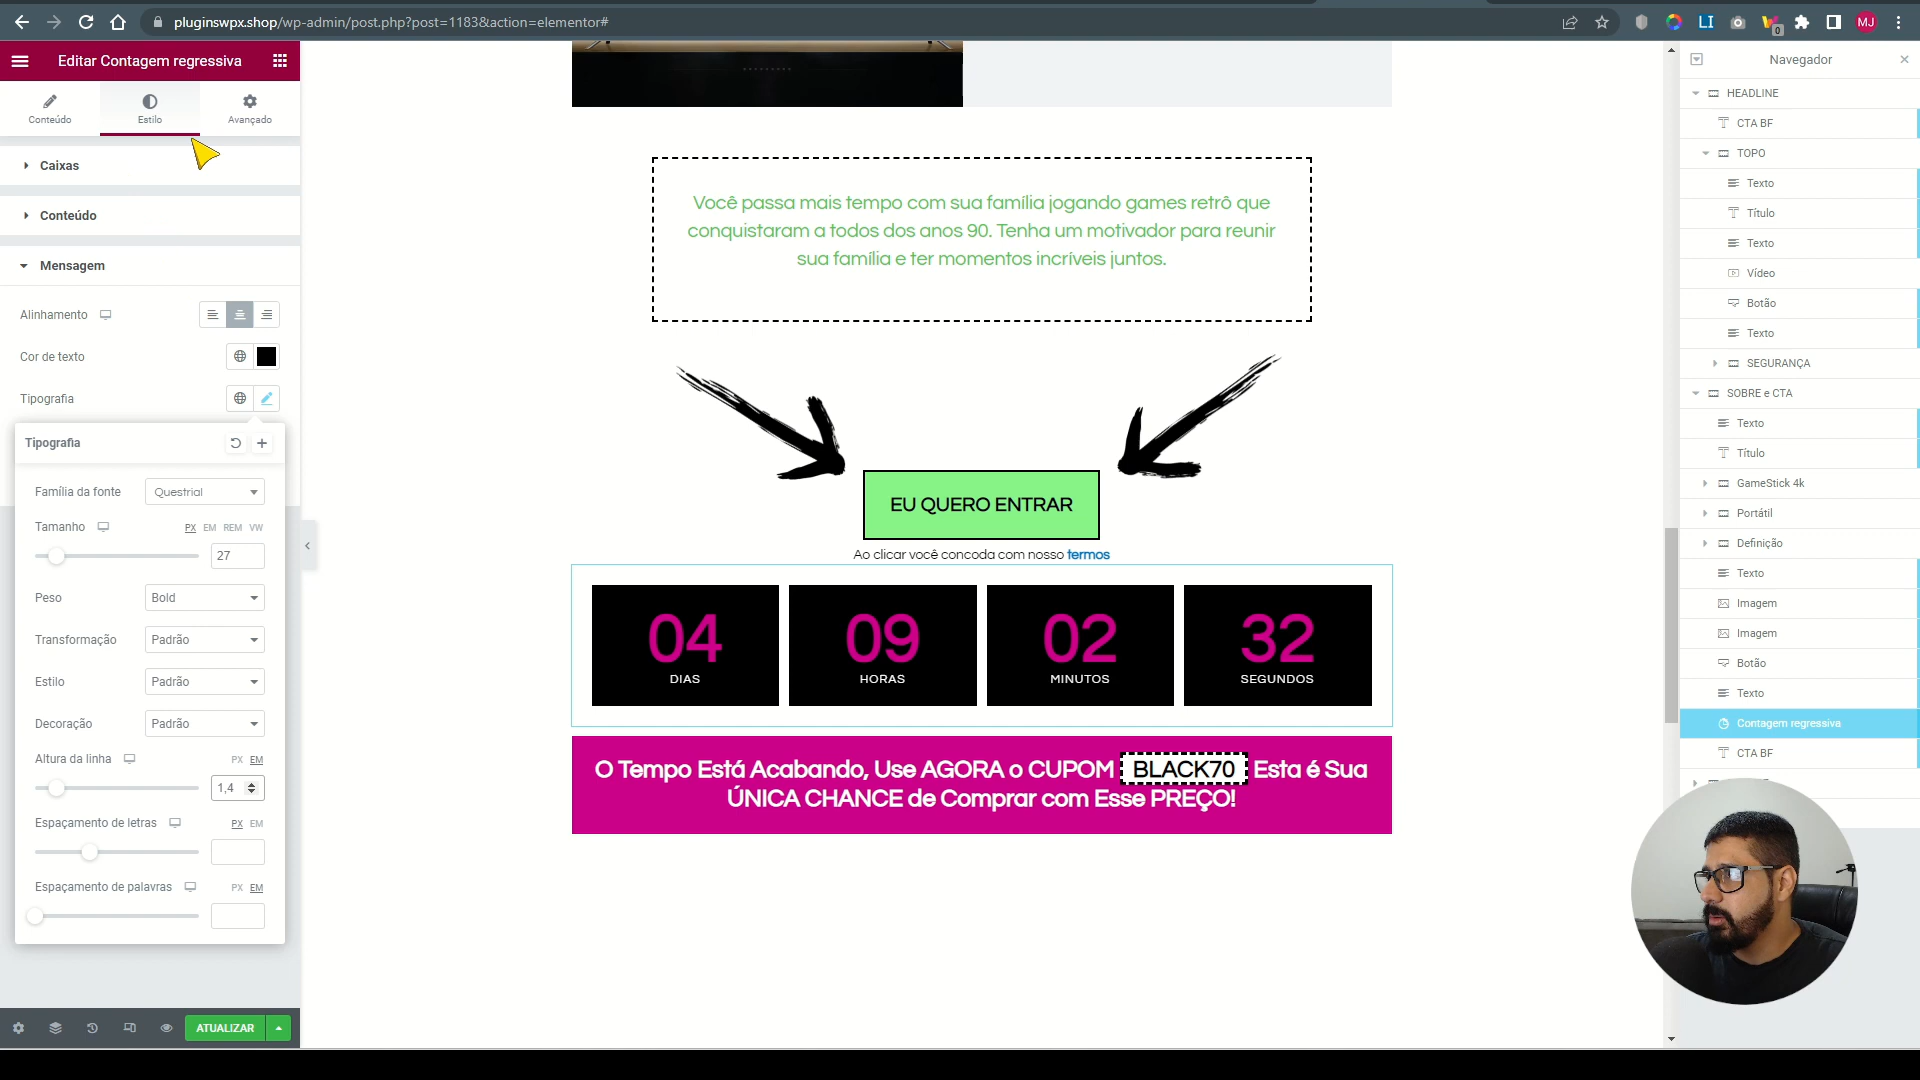 pluginswpx.shop/wp-admin/post.php?post=1183&action=elementor#
LI
0
MJ
Editar Contagem regressiva
Conteúdo
Estilo
Avançado
Caixas
Conteúdo
Mensagem
Alinhamento
Cor de texto
Tipografia
Tipografia
Família da fonte
Questrial
Tamanho
PX EM REM VW
27
Peso
Bold
Transformação
Padrão
Estilo
Padrão
Decoração
Padrão
Altura da linha
PX EM
1,4
Espaçamento de letras
PX EM
Espaçamento de palavras
PX EM
ATUALIZAR
Você passa mais tempo com sua família jogando games retrô que
conquistaram a todos dos anos 90. Tenha um motivador para reunir
sua família e ter momentos incríveis juntos.
EU QUERO ENTRAR
Ao clicar você concoda com nosso termos
04
DIAS
09
HORAS
02
MINUTOS
32
SEGUNDOS
O Tempo Está Acabando, Use AGORA o CUPOM BLACK70 Esta é Sua
ÚNICA CHANCE de Comprar com Esse PREÇO!
Navegador
HEADLINE
CTA BF
TOPO
Texto
Título
Texto
Vídeo
Botão
Texto
SEGURANÇA
SOBRE e CTA
Texto
Título
GameStick 4k
Portátil
Definição
Texto
Imagem
Imagem
Botão
Texto
Contagem regressiva
CTA BF